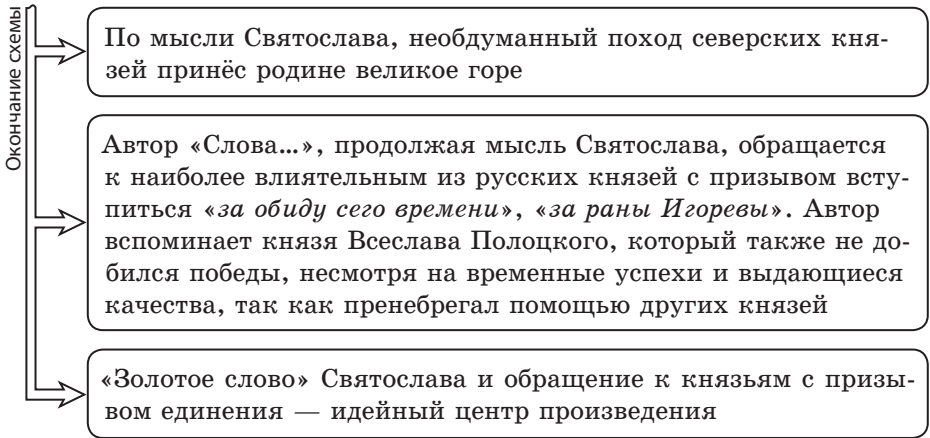 Окончание схемы
По мысли Святослава, необдуманный поход северских кня-
зей принёс родине великое горе
Автор «Слова…», продолжая мысль Святослава, обращается
к наиболее влиятельным из русских князей с призывом всту-
питься «за обиду сего времени», «за раны Игоревы». Автор
вспоминает князя Всеслава Полоцкого, который также не до-
бился победы, несмотря на временные успехи и выдающиеся
качества, так как пренебрегал помощью других князей
«Золотое слово» Святослава и обращение к князьям с призы-
вом единения — идейный центр произведения